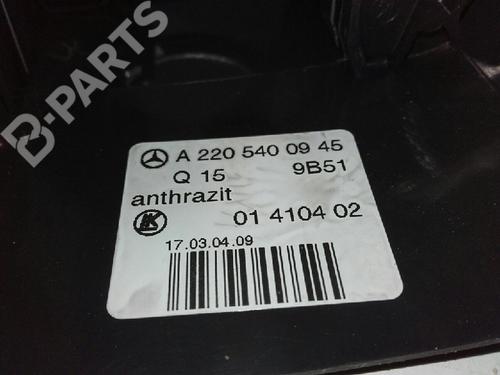 B-PARTS
A 220 540 09 45
Q 15 9B51
anthrazit
K 01 4104 02
17.03.04.09